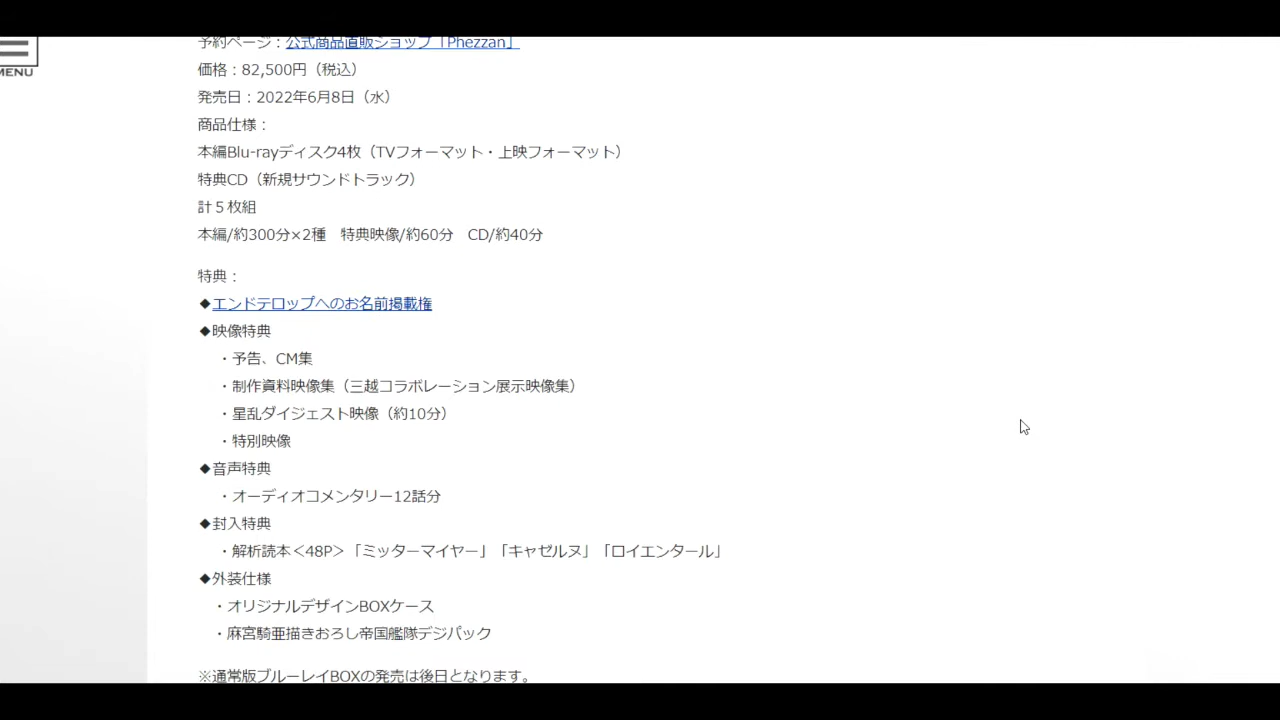 予約ページ：公式商品直販ショップ「Phezzan」
MENU
価格：82,500円（税込）
発売日：2022年6月8日（水）
商品仕様：
本編Blu-rayディスク4枚（TVフォーマット・上映フォーマット）
特典CD（新規サウンドトラック）
計５枚組
本編/約300分×2種　特典映像/約60分　CD/約40分
特典：
◆エンドテロップへのお名前掲載権
◆映像特典
・予告、CM集
・制作資料映像集（三越コラボレーション展示映像集）
・星乱ダイジェスト映像（約10分）
・特別映像
◆音声特典
・オーディオコメンタリー12話分
◆封入特典
・解析読本＜48P＞「ミッターマイヤー」「キャゼルヌ」「ロイエンタール」
◆外装仕様
・オリジナルデザインBOXケース
・麻宮騎亜描きおろし帝国艦隊デジパック
※通常版ブルーレイBOXの発売は後日となります。